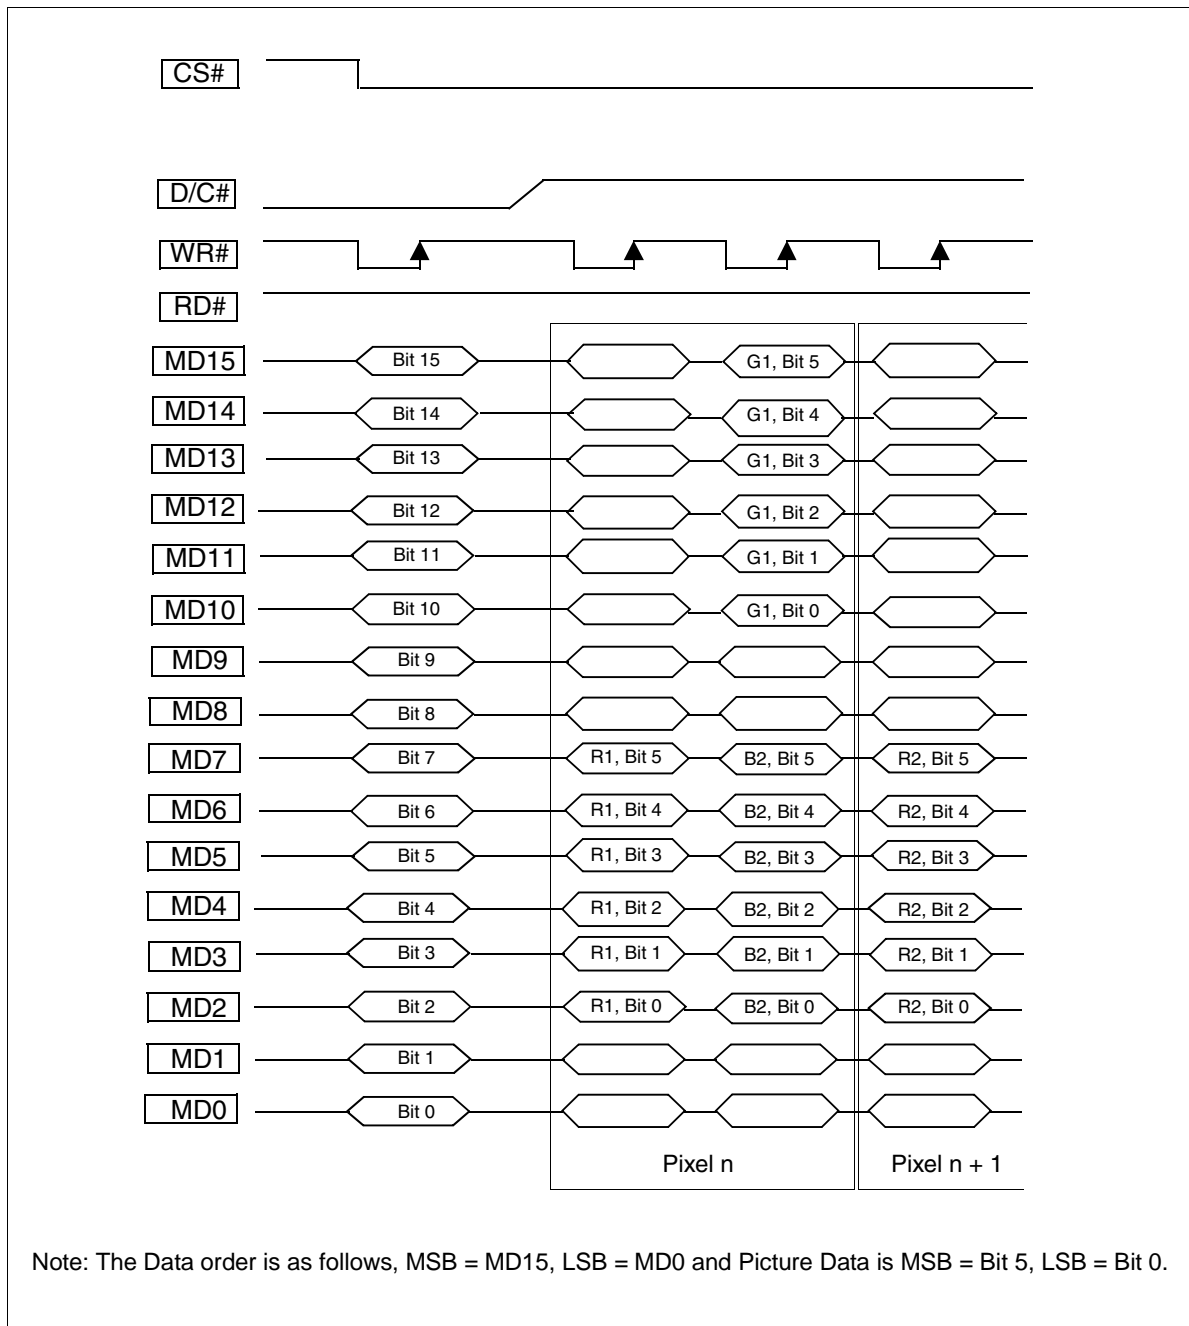 CS#
D/C#
WR#
RD#
MD15 Bit 15 G1, Bit 5
MD14 Bit 14 G1, Bit 4
MD13 Bit 13 G1, Bit 3
MD12 Bit 12 G1, Bit 2
MD11 Bit 11 G1, Bit 1
MD10 Bit 10 G1, Bit 0
MD9 Bit 9
MD8 Bit 8
MD7 Bit 7 R1, Bit 5 B2, Bit 5 R2, Bit 5
MD6 Bit 6 R1, Bit 4 B2, Bit 4 R2, Bit 4
MD5 Bit 5 R1, Bit 3 B2, Bit 3 R2, Bit 3
MD4 Bit 4 R1, Bit 2 B2, Bit 2 R2, Bit 2
MD3 Bit 3 R1, Bit 1 B2, Bit 1 R2, Bit 1
MD2 Bit 2 R1, Bit 0 B2, Bit 0 R2, Bit 0
MD1 Bit 1
MD0 Bit 0
Pixel n Pixel n + 1
Note: The Data order is as follows, MSB = MD15, LSB = MD0 and Picture Data is MSB = Bit 5, LSB = Bit 0.